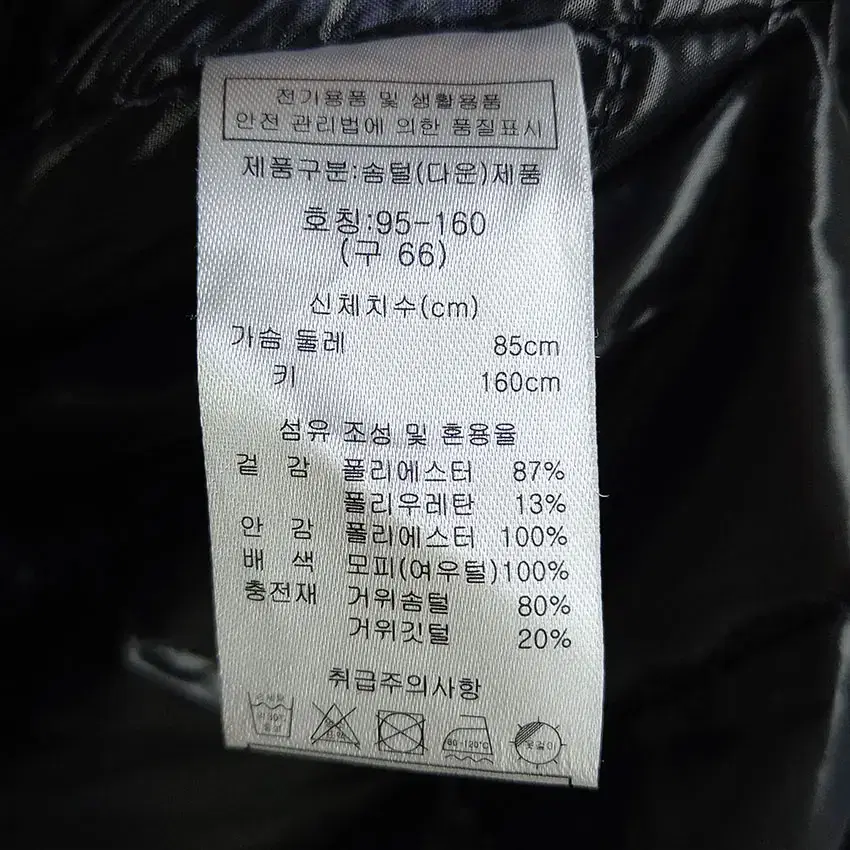 전기용품 및 생활용품
안전 관리법에 의한 품질표시
제품구분:솜털(다운)제품
호칭:95-160
(구 66)
신체치수(cm)
가슴 둘레 85cm
키 160cm
섬유 조성 및 혼용율
겉 감 폴리에스터 87%
폴리우레탄 13%
안 감 폴리에스터 100%
배 색 모피(여우털)100%
충전재 거위솜털 80%
거위깃털 20%
취급주의사항
80-120℃
옷걸이